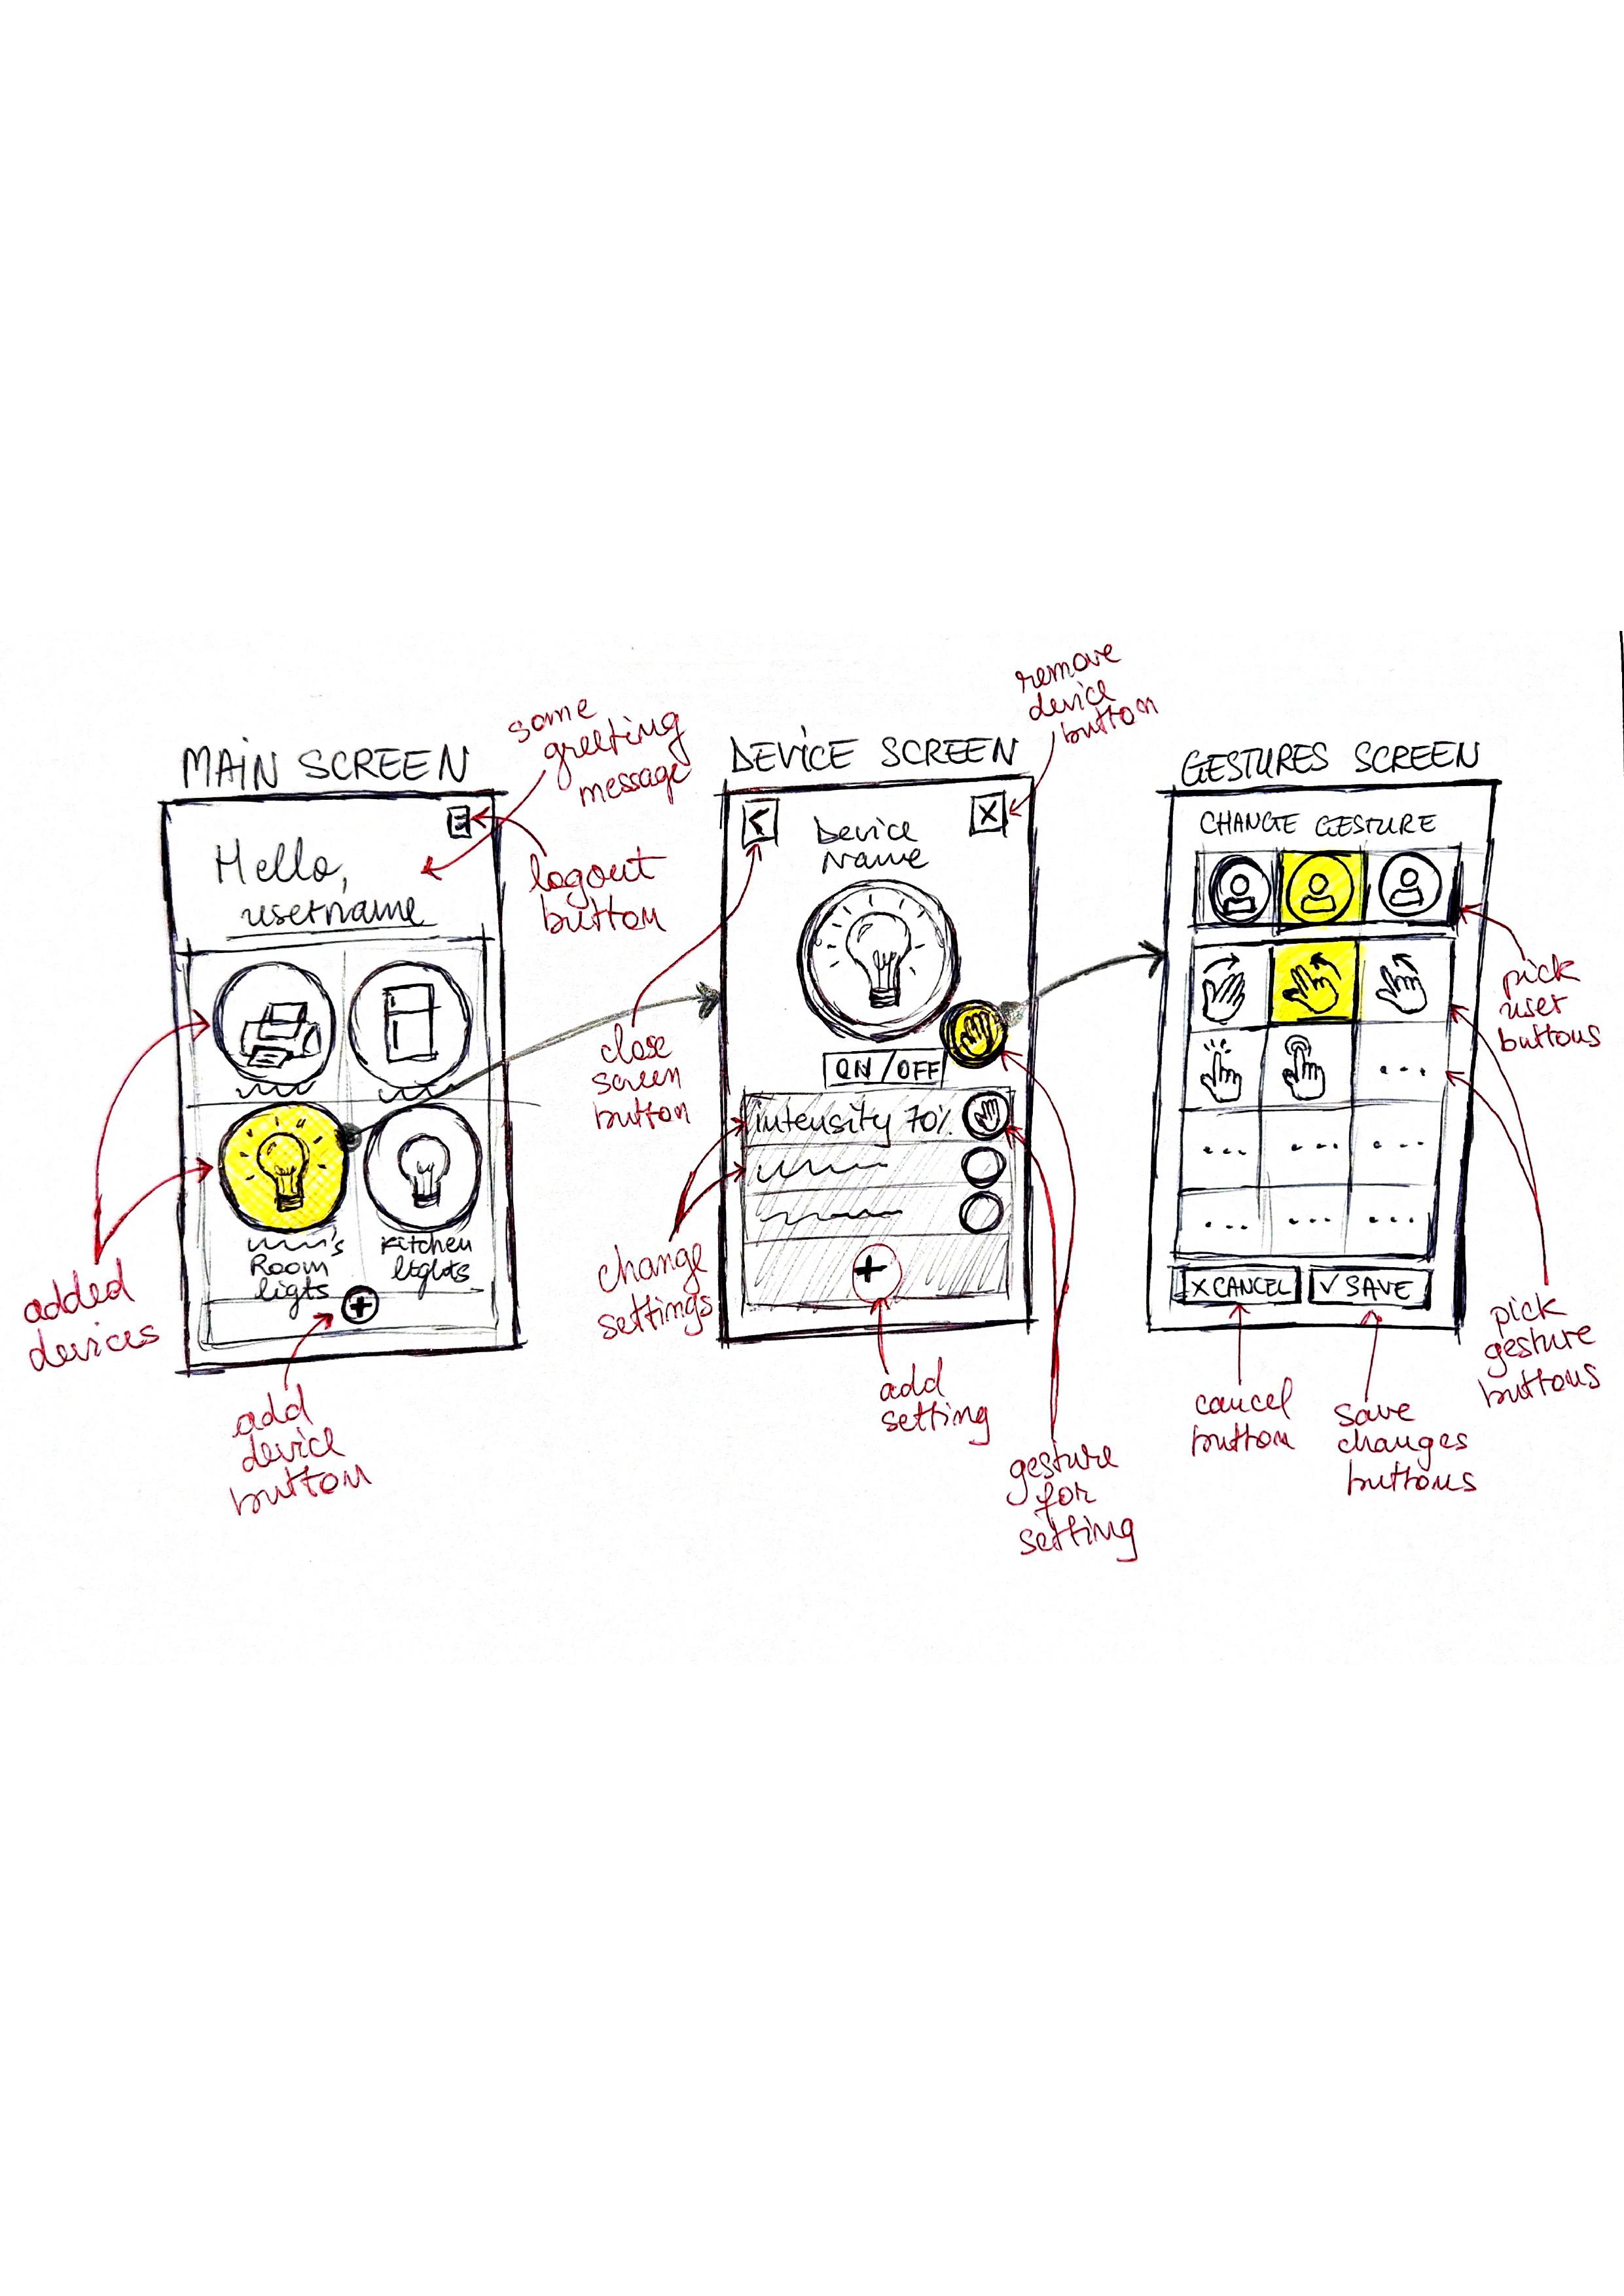 MAIN SCREEN
some
greeting
message
Hello,
username
logout
button
's
Room
ligts
Kitchen
lights
added
devices
add
device
button
DEVICE SCREEN
remove
device
button
Device
Name
close
screen
button
ON/OFF
intensity 70%
change
settings
add
setting
gesture
for
setting
GESTURES SCREEN
CHANGE GESTURE
pick
user
buttons
...
... ... ...
... ... ...
X CANCEL
✓ SAVE
pick
gesture
buttons
cancel
button
save
changes
buttons